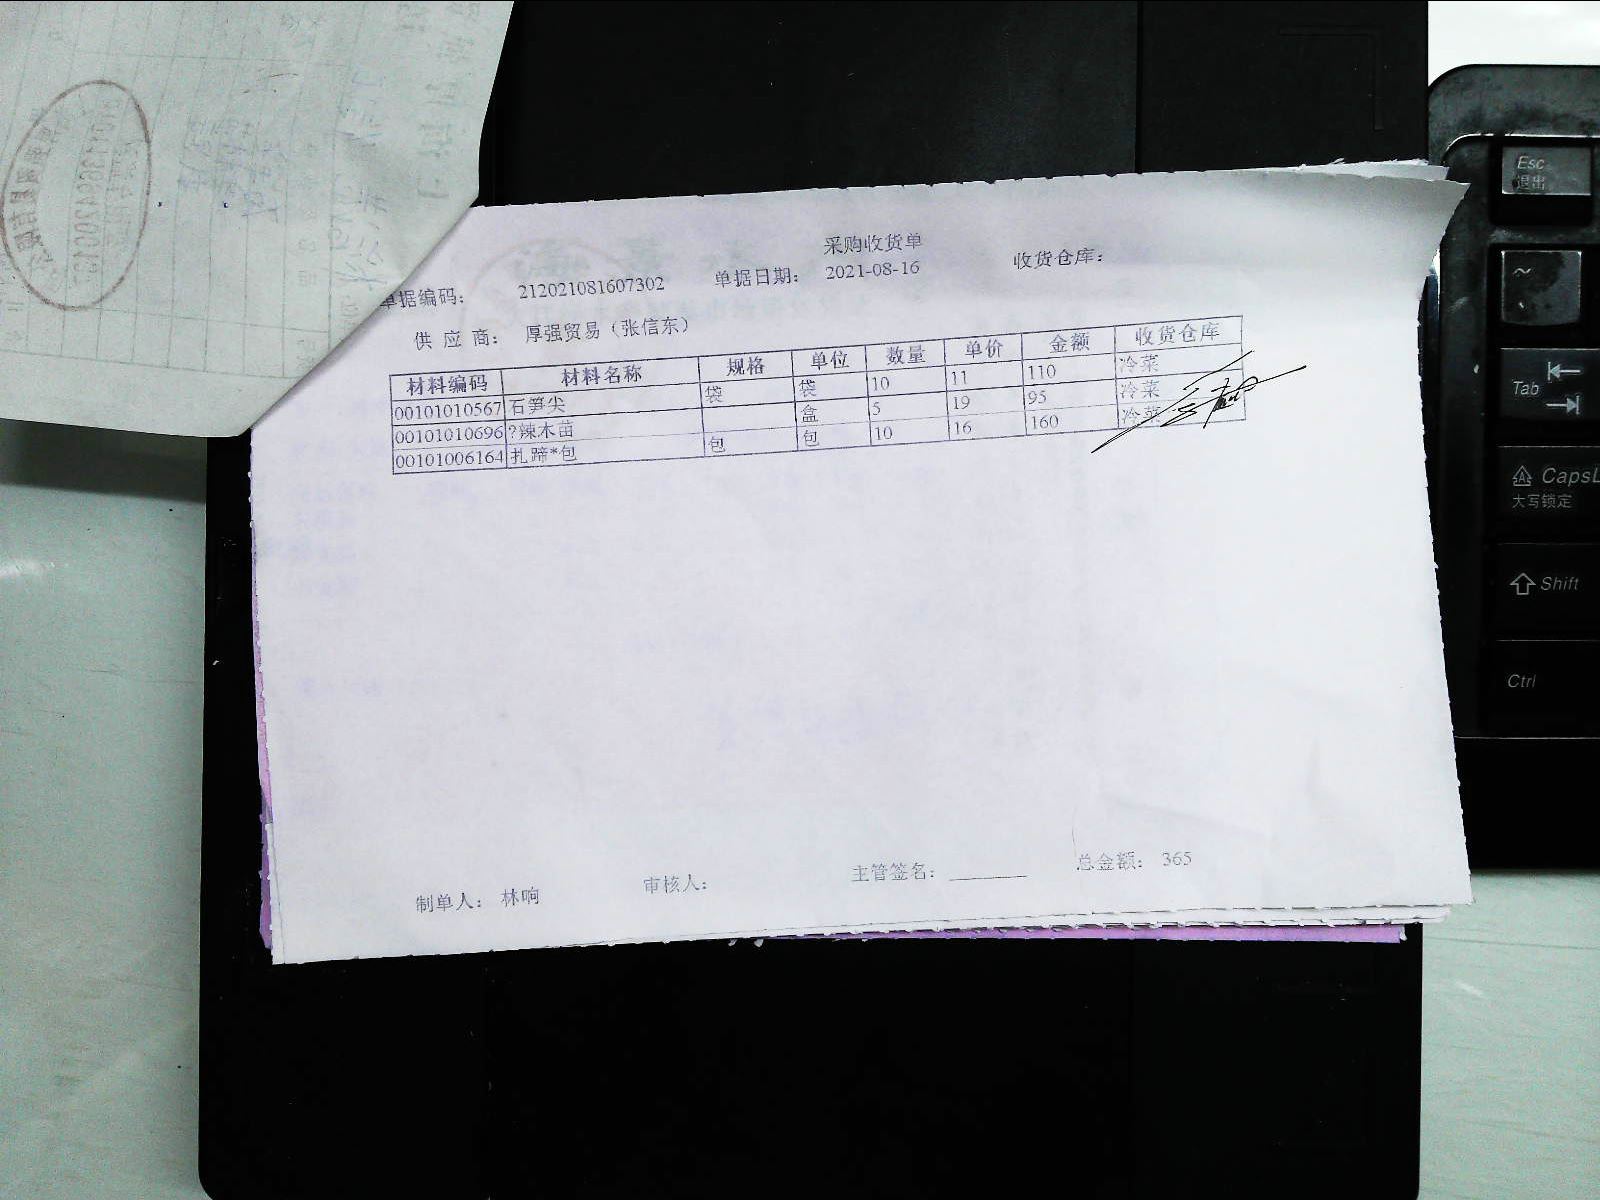 采购收货单
单据编码： 212021081607302 单据日期： 2021-08-16 收货仓库：
供 应 商： 厚强贸易（张信东）
材料编码 材料名称 规格 单位 数量 单价 金额 收货仓库
00101010567 石笋尖 袋 袋 10 11 110 冷菜
00101010696 ?辣木苗 盒 5 19 95 冷菜
00101006164 扎蹄*包 包 包 10 16 160 冷菜
制单人： 林晌 审核人： 主管签名： 总金额： 365
Esc
退出
~
Tab
CapsL
大写锁定
Shift
Ctrl